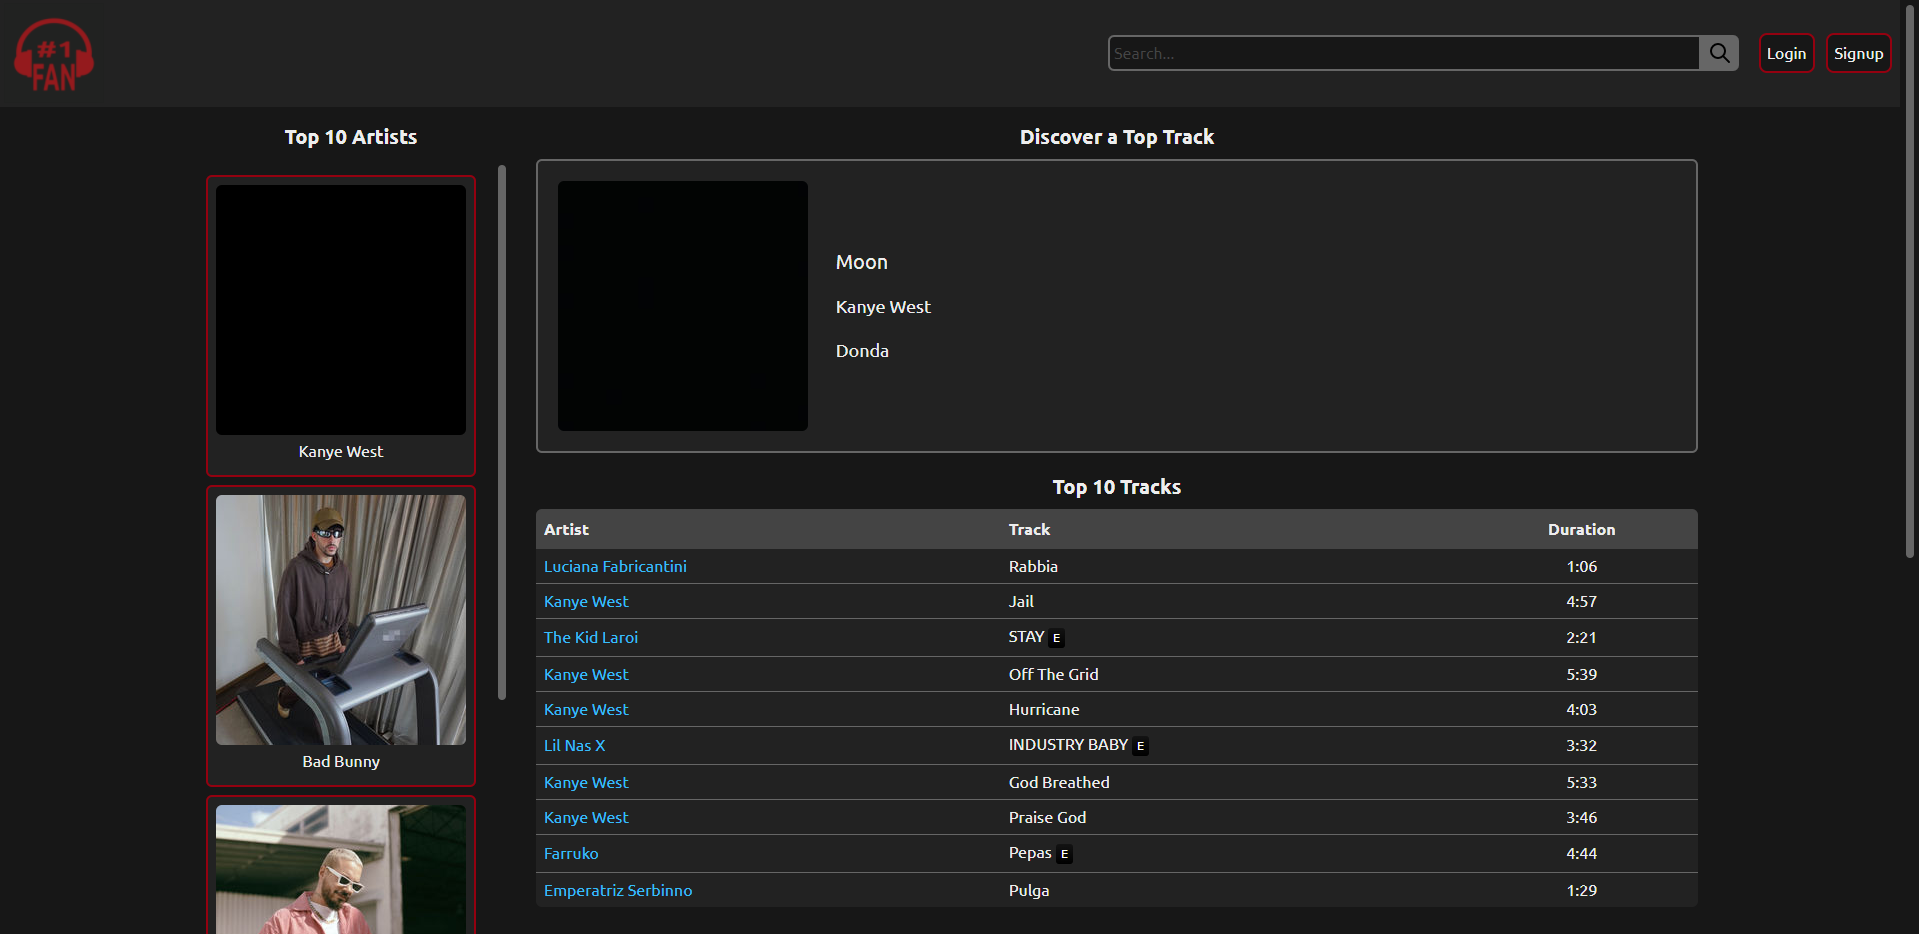 #1
FAN
Search...
Login
Signup
Top 10 Artists
Kanye West
Bad Bunny
Discover a Top Track
Moon
Kanye West
Donda
Top 10 Tracks
Artist Track Duration
Luciana Fabricantini Rabbia 1:06
Kanye West Jail 4:57
The Kid Laroi STAY E 2:21
Kanye West Off The Grid 5:39
Kanye West Hurricane 4:03
Lil Nas X INDUSTRY BABY E 3:32
Kanye West God Breathed 5:33
Kanye West Praise God 3:46
Farruko Pepas E 4:44
Emperatriz Serbinno Pulga 1:29